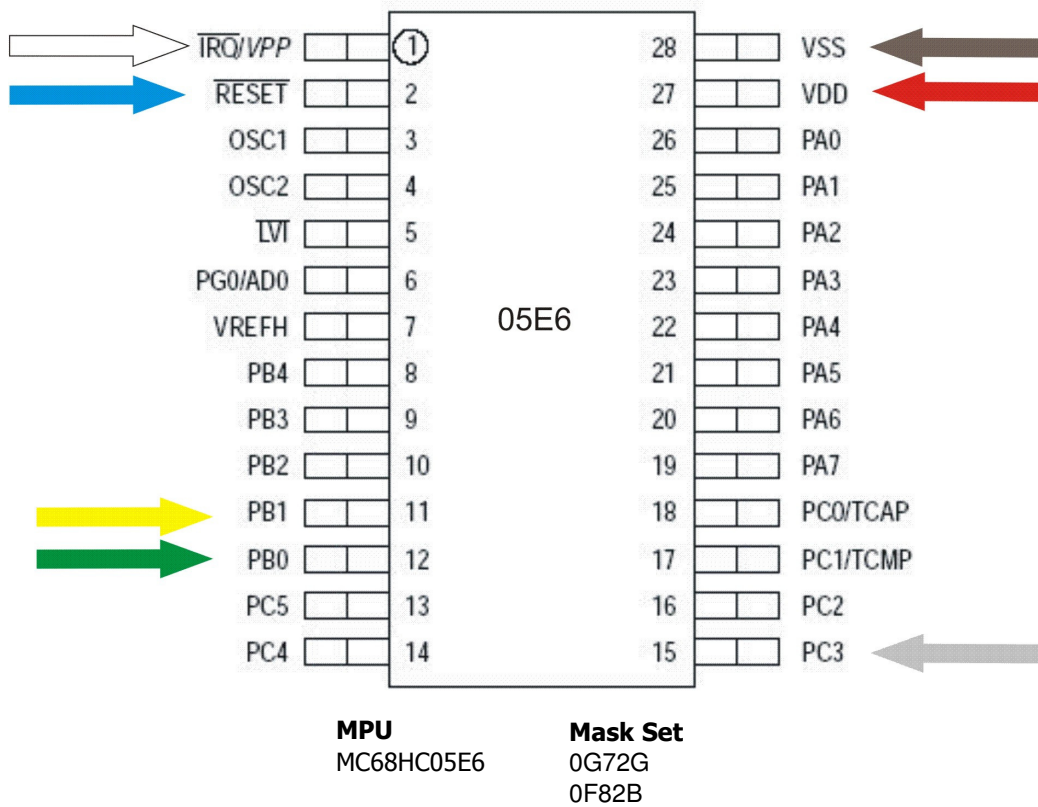 IRQ/VPP 1 28 VSS
RESET 2 27 VDD
OSC1 3 26 PA0
OSC2 4 25 PA1
LVI 5 24 PA2
PG0/AD0 6 23 PA3
VREFH 7 22 PA4
05E6
PB4 8 21 PA5
PB3 9 20 PA6
PB2 10 19 PA7
PB1 11 18 PC0/TCAP
PB0 12 17 PC1/TCMP
PC5 13 16 PC2
PC4 14 15 PC3
MPU Mask Set
MC68HC05E6 0G72G
0F82B